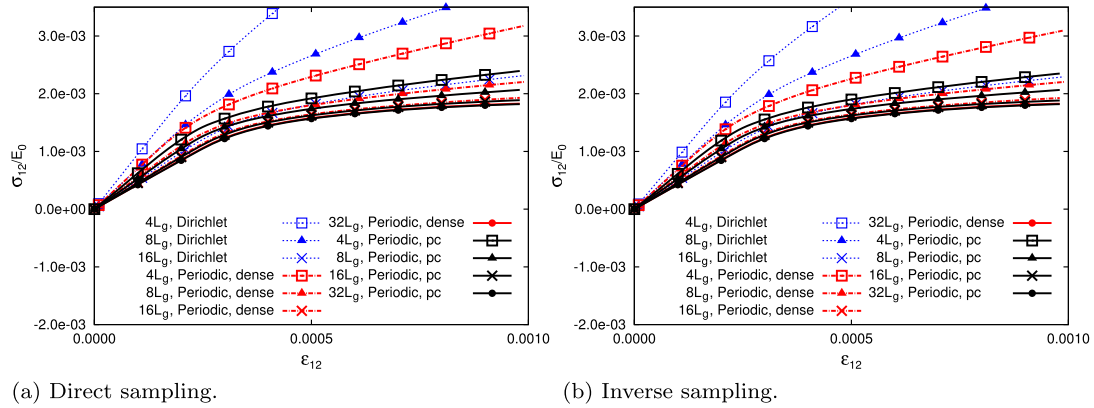 3.0e-03
2.0e-03
1.0e-03
0.0e+00
-1.0e-03
-2.0e-03
σ12/E0
4Lg, Dirichlet
8Lg, Dirichlet
16Lg, Dirichlet
4Lg, Periodic, dense
8Lg, Periodic, dense
16Lg, Periodic, dense
32Lg, Periodic, dense
4Lg, Periodic, pc
8Lg, Periodic, pc
16Lg, Periodic, pc
32Lg, Periodic, pc
0.0000 0.0005 0.0010
ε12
(a) Direct sampling.
3.0e-03
2.0e-03
1.0e-03
0.0e+00
-1.0e-03
-2.0e-03
σ12/E0
4Lg, Dirichlet
8Lg, Dirichlet
16Lg, Dirichlet
4Lg, Periodic, dense
8Lg, Periodic, dense
16Lg, Periodic, dense
32Lg, Periodic, dense
4Lg, Periodic, pc
8Lg, Periodic, pc
16Lg, Periodic, pc
32Lg, Periodic, pc
0.0000 0.0005 0.0010
ε12
(b) Inverse sampling.